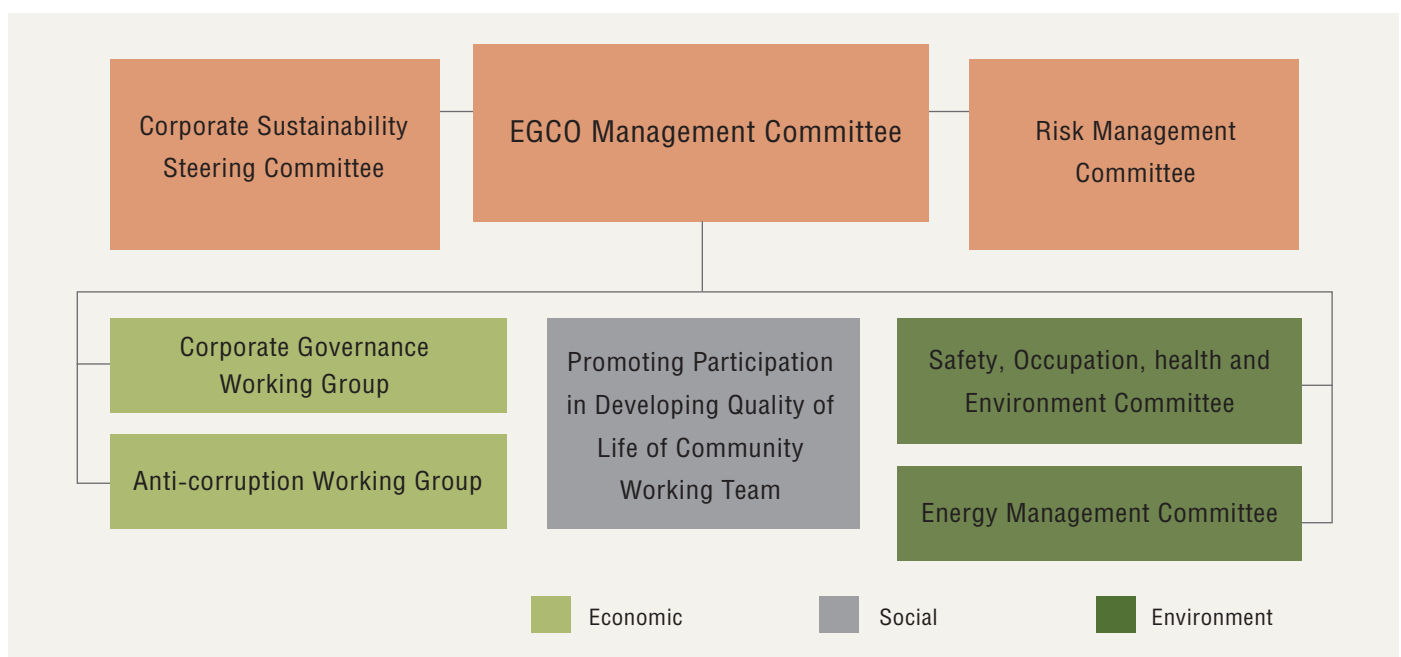 Corporate Sustainability
Steering Committee
EGCO Management Committee
Risk Management
Committee
Corporate Governance
Working Group
Anti-corruption Working Group
Promoting Participation
in Developing Quality of
Life of Community
Working Team
Safety, Occupation, health and
Environment Committee
Energy Management Committee
Economic
Social
Environment